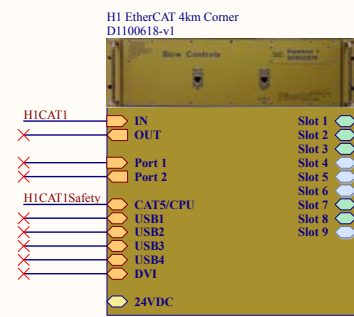 H1 EtherCAT 4km Corner
D1100618-v1
Slow Controls
H1CAT1
IN
OUT
Port 1
Port 2
H1CAT1Safety
CAT5/CPU
USB1
USB2
USB3
USB4
DVI
24VDC
Slot 1
Slot 2
Slot 3
Slot 4
Slot 5
Slot 6
Slot 7
Slot 8
Slot 9